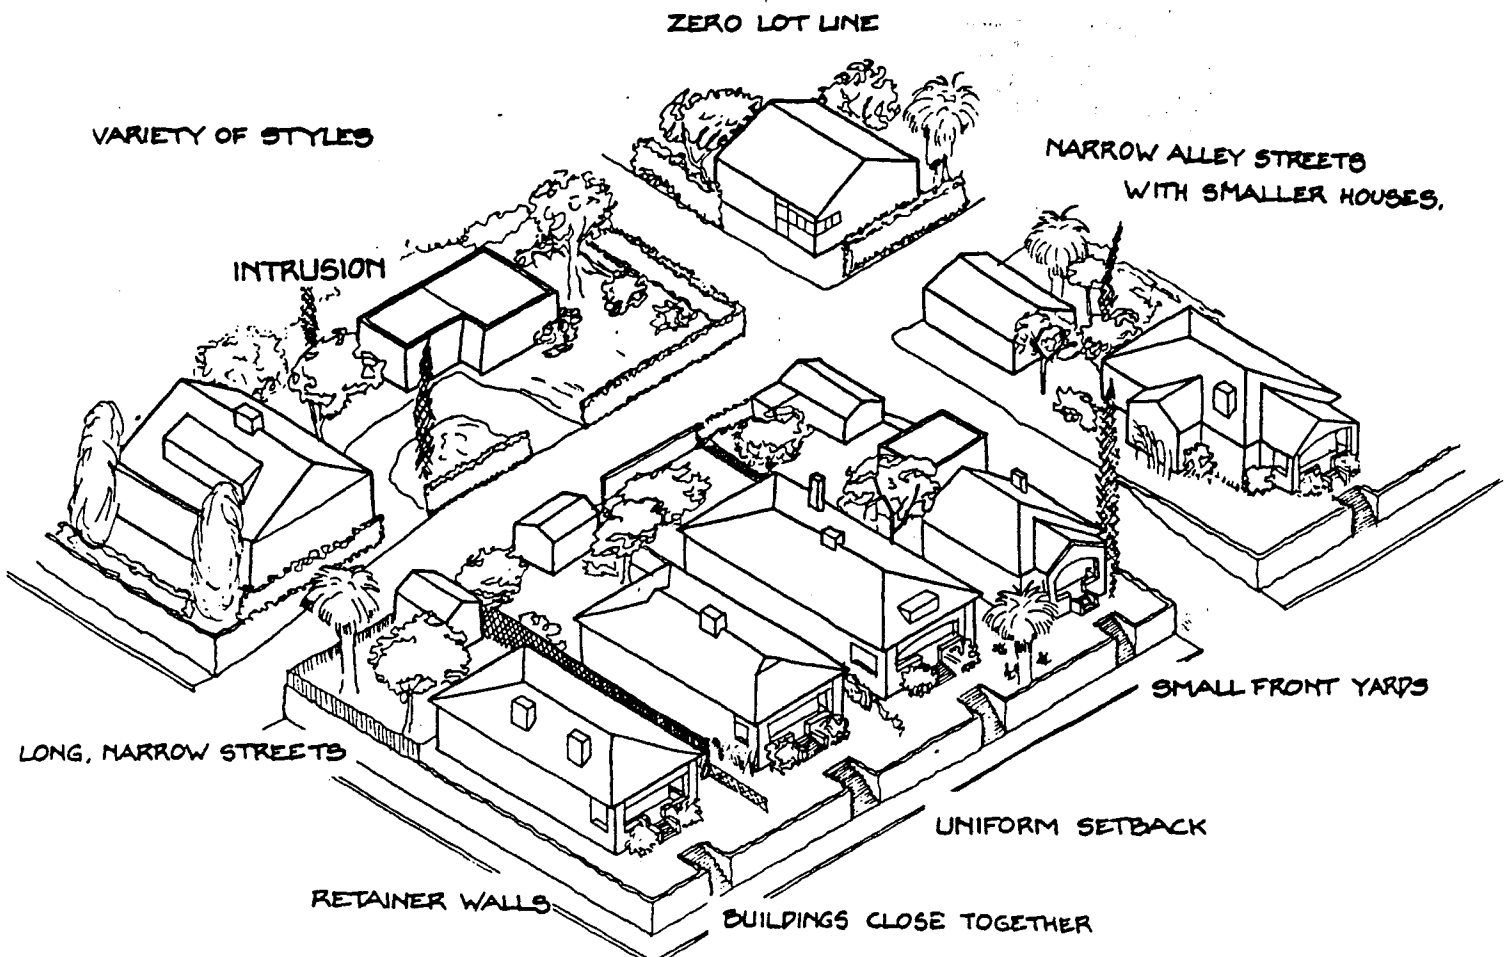 ZERO LOT LINE
VARIETY OF STYLES
NARROW ALLEY STREETS
WITH SMALLER HOUSES.
INTRUSION
SMALL FRONT YARDS
LONG, NARROW STREETS
UNIFORM SETBACK
RETAINER WALLS
BUILDINGS CLOSE TOGETHER